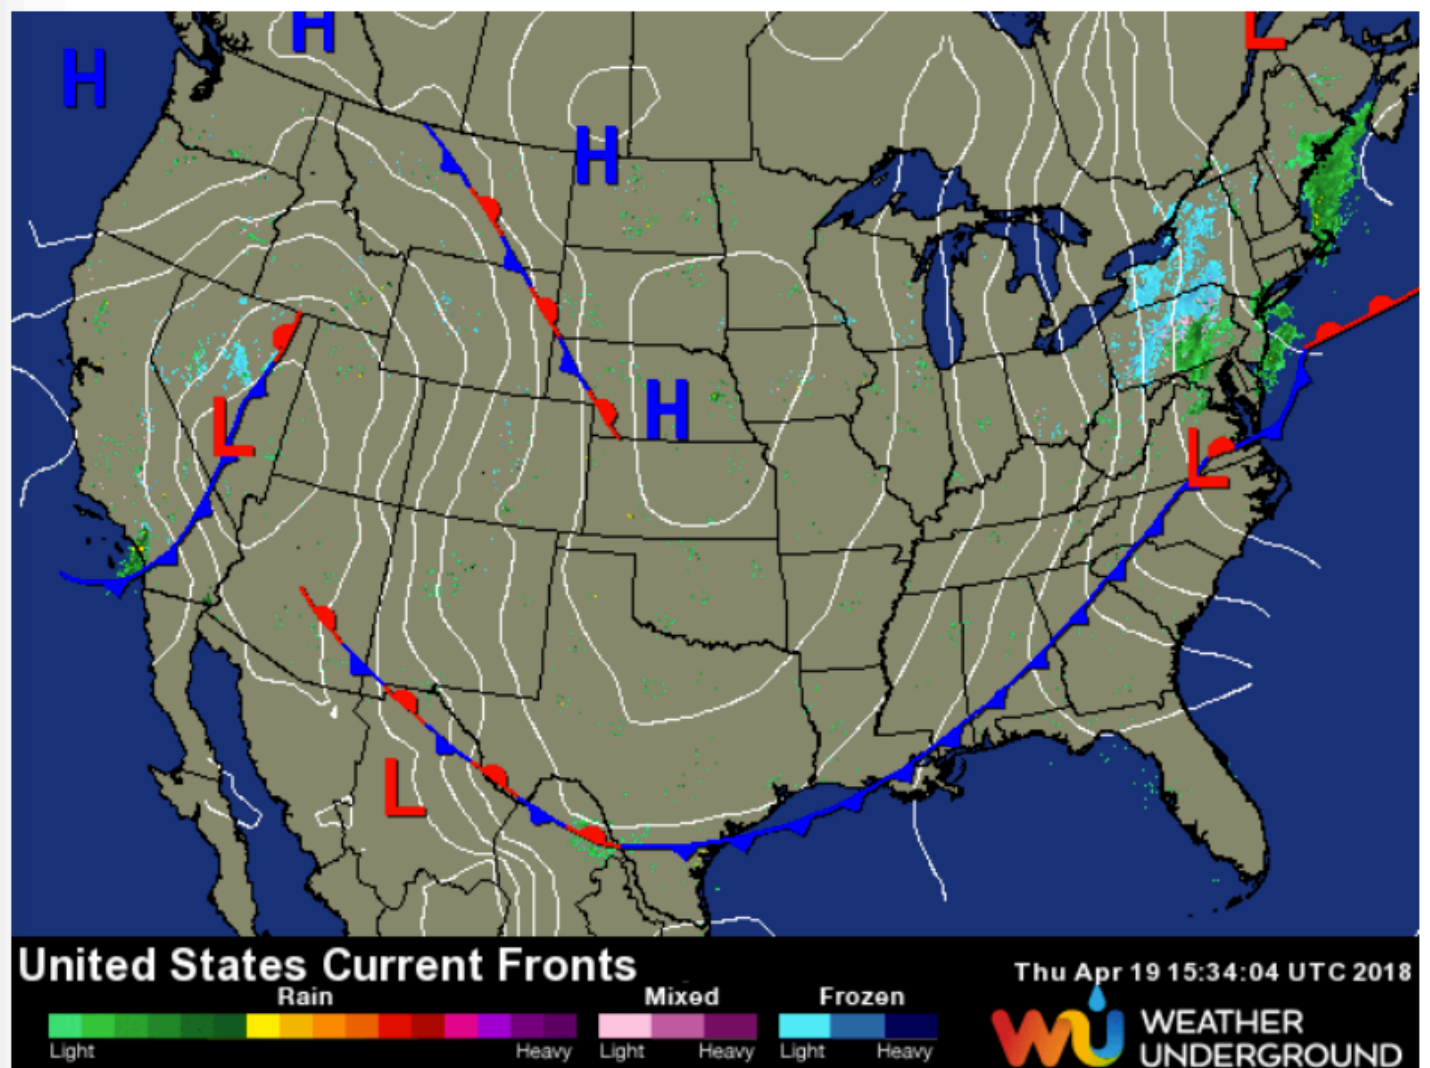 H
H
L
H
H
L
L
L
United States Current Fronts
Thu Apr 19 15:34:04 UTC 2018
Rain Mixed Frozen
Light Heavy Light Heavy Light Heavy
WU WEATHER
UNDERGROUND